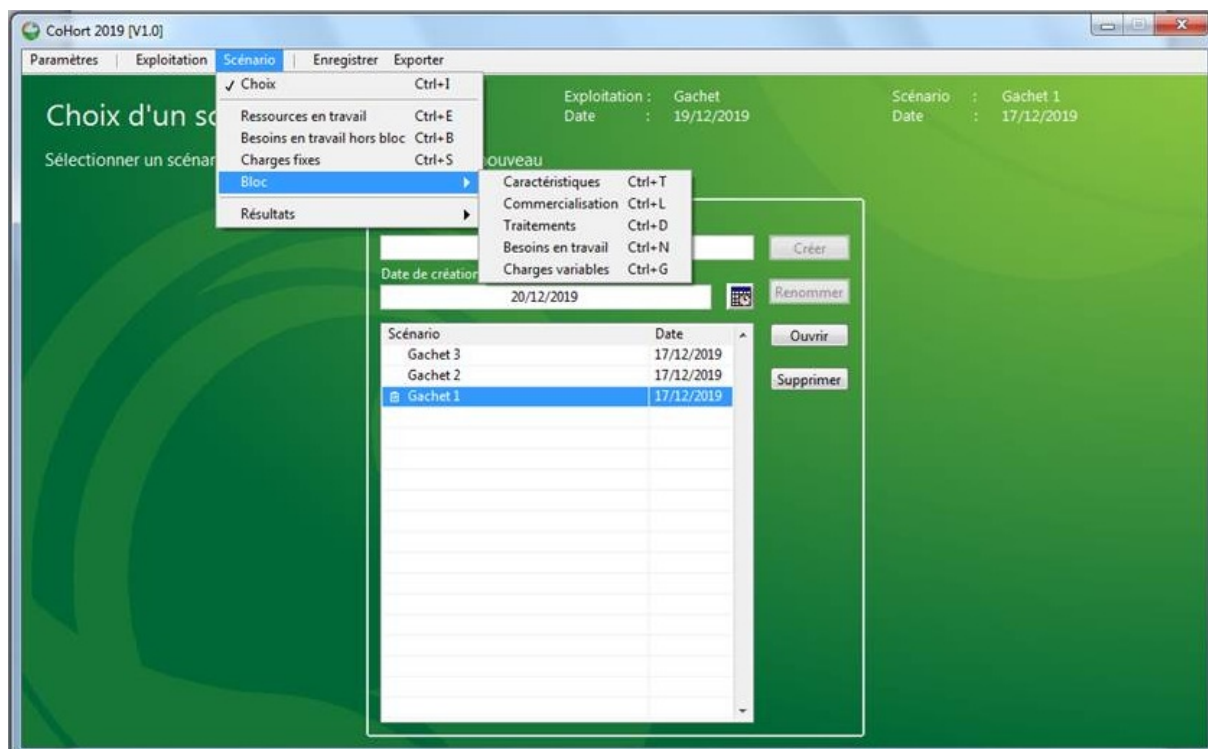 CoHort 2019 [V1.0]
Paramètres | Exploitation Scénario | Enregistrer Exporter
✓ Choix Ctrl+I
Ressources en travail Ctrl+E
Besoins en travail hors bloc Ctrl+B
Charges fixes Ctrl+S
Bloc
Résultats
Caractéristiques Ctrl+T
Commercialisation Ctrl+L
Traitements Ctrl+D
Besoins en travail Ctrl+N
Charges variables Ctrl+G
Choix d'un sc
Exploitation : Gachet
Date : 19/12/2019
Scénario : Gachet 1
Date : 17/12/2019
Sélectionner un scénar
ouveau
Créer
Date de création
20/12/2019
Renommer
Scénario Date
Gachet 3 17/12/2019
Gachet 2 17/12/2019
Gachet 1 17/12/2019
Ouvrir
Supprimer